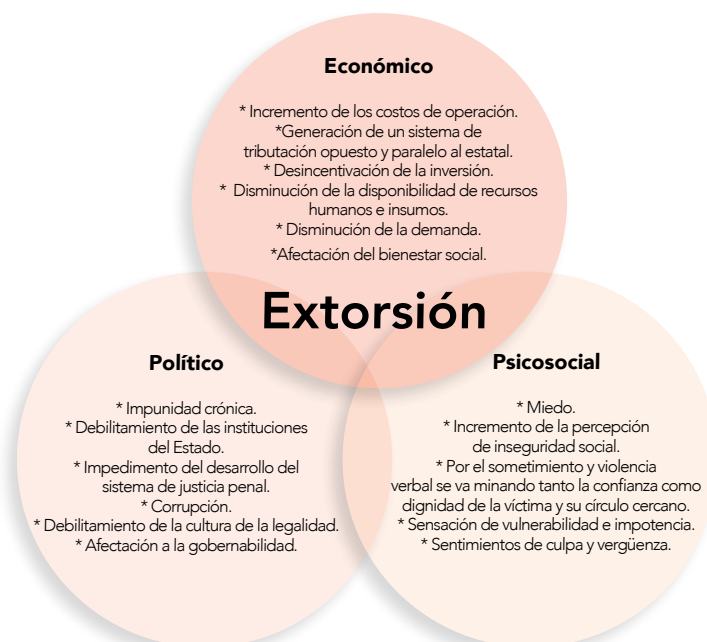 Económico
* Incremento de los costos de operación.
*Generación de un sistema de
tributación opuesto y paralelo al estatal.
* Desincentivación de la inversión.
* Disminución de la disponibilidad de recursos
humanos e insumos.
* Disminución de la demanda.
*Afectación del bienestar social.
Extorsión
Político
* Impunidad crónica.
* Debilitamiento de las instituciones
del Estado.
* Impedimento del desarrollo del
sistema de justicia penal.
* Corrupción.
* Debilitamiento de la cultura de la legalidad.
* Afectación a la gobernabilidad.
Psicosocial
* Miedo.
* Incremento de la percepción
de inseguridad social.
* Por el sometimiento y violencia
verbal se va minando tanto la confianza como
dignidad de la víctima y su círculo cercano.
* Sensación de vulnerabilidad e impotencia.
* Sentimientos de culpa y vergüenza.